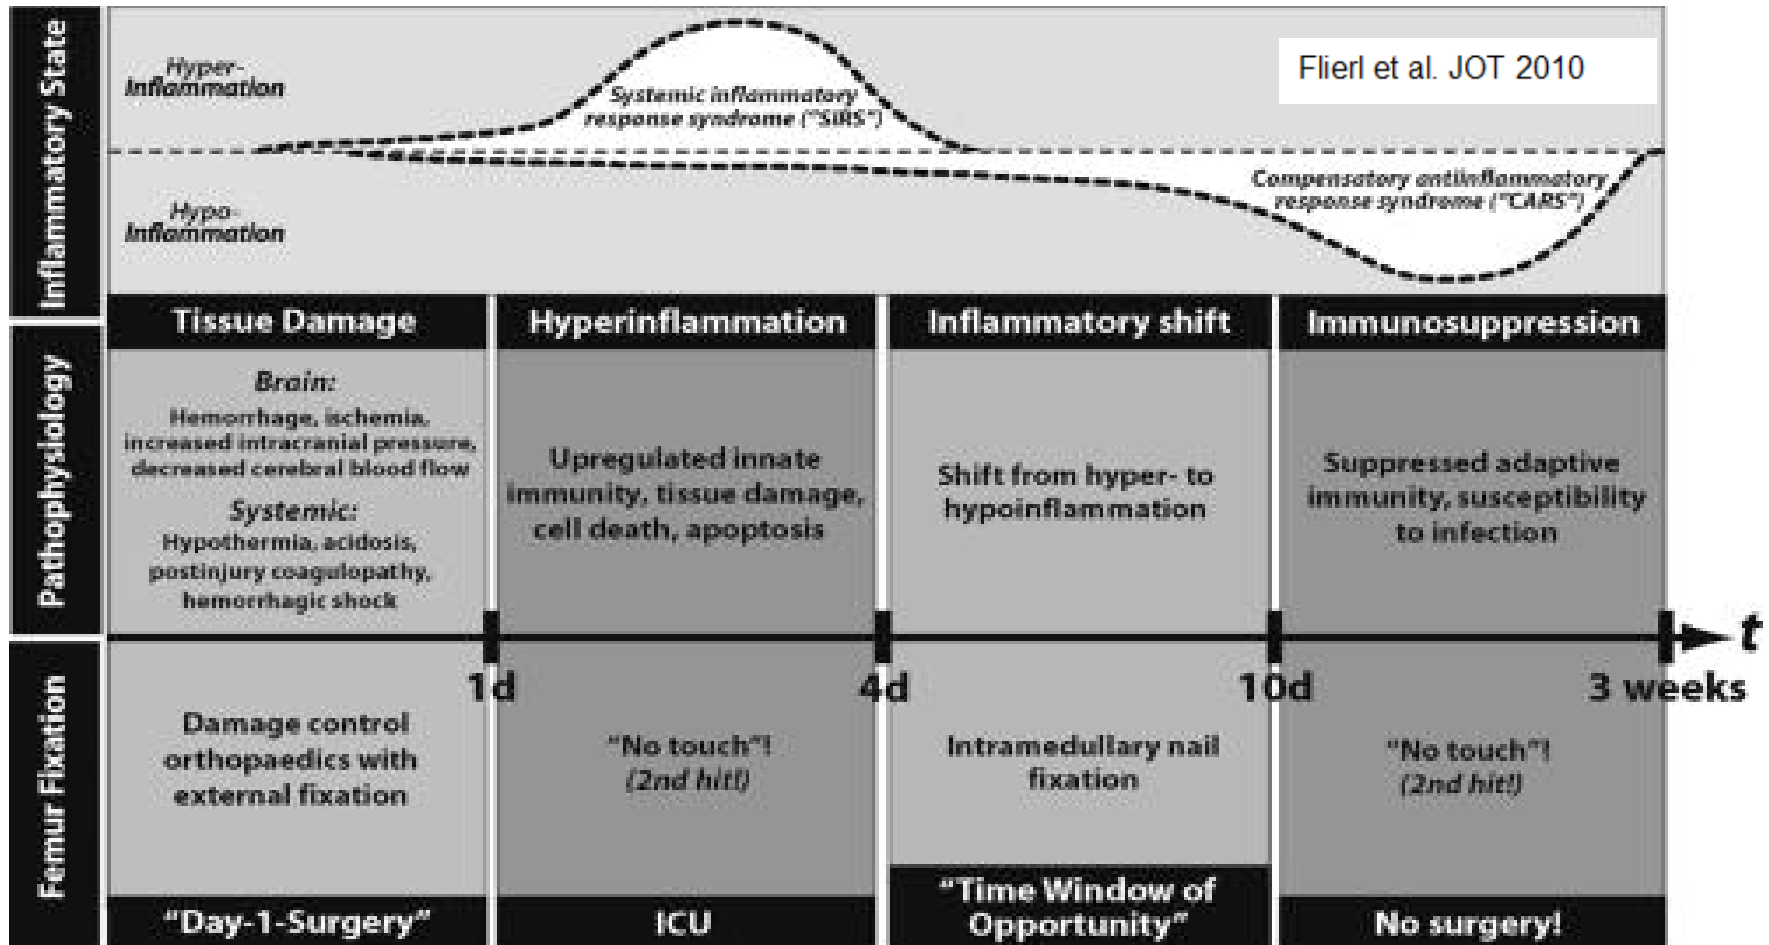 Inflammatory State
Flierl et al. JOT 2010
Hyper-
Inflammation
Systemic inflammatory
response syndrome ("SIRS")
Hypo-
Inflammation
Compensatory antiinflammatory
response syndrome ("CARS")
Pathophysiology
Tissue Damage
Hyperinflammation
Inflammatory shift
Immunosuppression
Brain:
Hemorrhage, ischemia,
increased intracranial pressure,
decreased cerebral blood flow
Systemic:
Hypothermia, acidosis,
postinjury coagulopathy,
hemorrhagic shock
Upregulated innate
immunity, tissue damage,
cell death, apoptosis
Shift from hyper- to
hypoinflammation
Suppressed adaptive
immunity, susceptibility
to infection
t
1d
4d
10d
3 weeks
Femur Fixation
Damage control
orthopaedics with
external fixation
"Day-1-Surgery"
"No touch"!
(2nd hit!)
ICU
Intramedullary nail
fixation
"Time Window of
Opportunity"
"No touch"!
(2nd hit!)
No surgery!